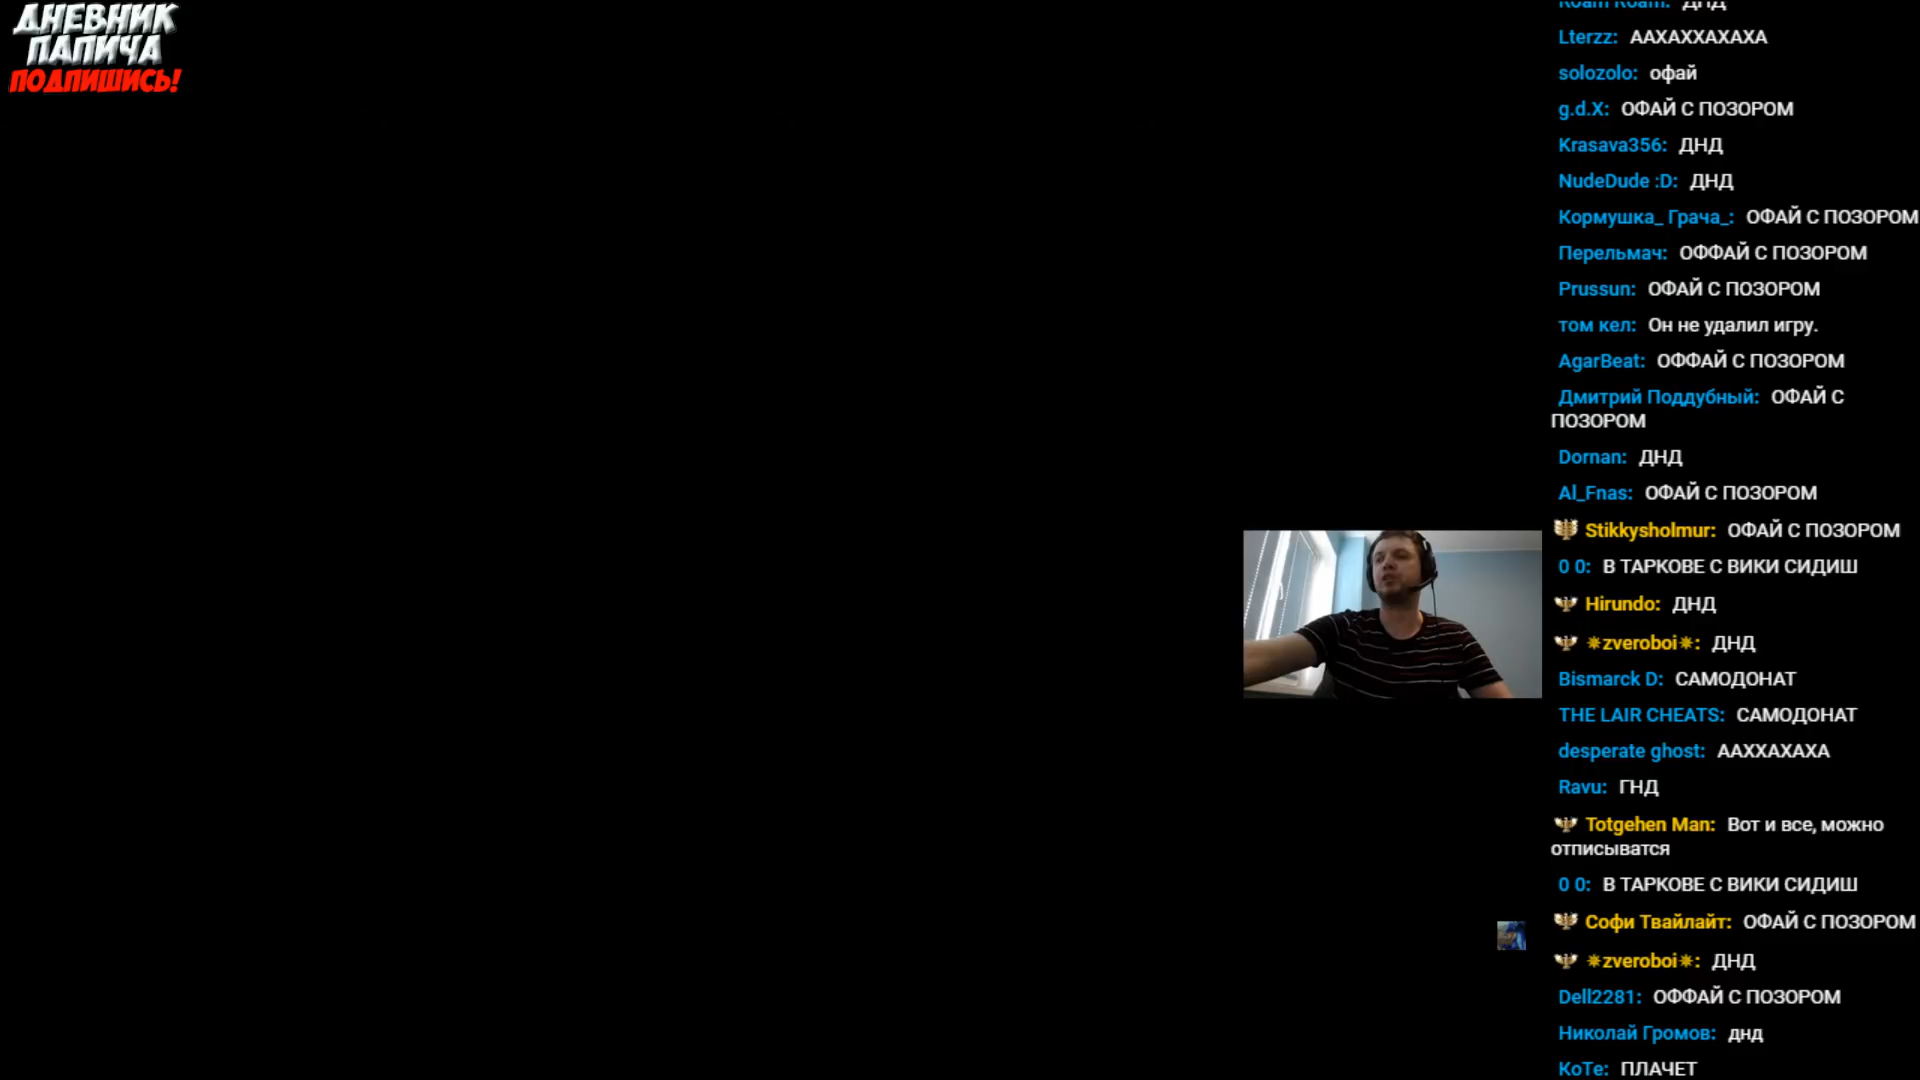 ДНЕВНИК
ПАПИЧА
ПОДПИШИСЬ!
Roam Roam: ДНД
Lterzz: ААХАХХАХАХА
solozolo: офай
g.d.X: ОФАЙ С ПОЗОРОМ
Krasava356: ДНД
NudeDude :D: ДНД
Кормушка_ Грача_: ОФАЙ С ПОЗОРОМ
Перельмач: ОФФАЙ С ПОЗОРОМ
Prussun: ОФАЙ С ПОЗОРОМ
том кел: Он не удалил игру.
AgarBeat: ОФФАЙ С ПОЗОРОМ
Дмитрий Поддубный: ОФАЙ С
ПОЗОРОМ
Dornan: ДНД
Al_Fnas: ОФАЙ С ПОЗОРОМ
Stikkysholmur: ОФАЙ С ПОЗОРОМ
0 0: В ТАРКОВЕ С ВИКИ СИДИШ
Hirundo: ДНД
✴zveroboi✴: ДНД
Bismarck D: САМОДОНАТ
THE LAIR CHEATS: САМОДОНАТ
desperate ghost: ААХХАХАХА
Ravu: ГНД
Totgehen Man: Вот и все, можно
отписыватся
0 0: В ТАРКОВЕ С ВИКИ СИДИШ
Софи Твайлайт: ОФАЙ С ПОЗОРОМ
✴zveroboi✴: ДНД
Dell2281: ОФФАЙ С ПОЗОРОМ
Николай Громов: днд
КоТе: ПЛАЧЕТ